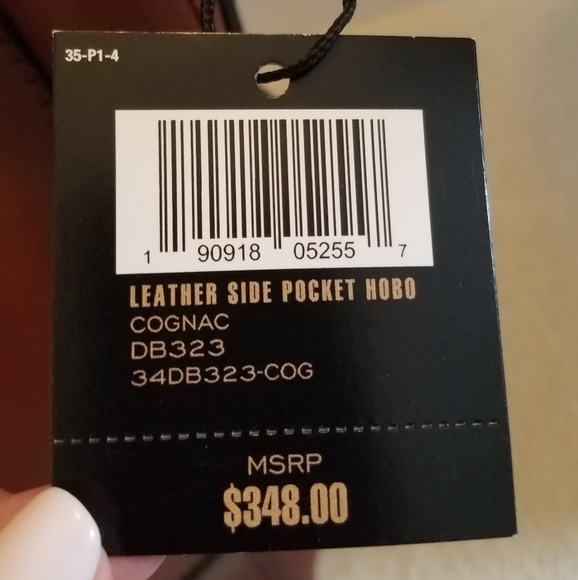 35-P1-4
1 90918 05255 7
LEATHER SIDE POCKET HOBO
COGNAC
DB323
34DB323-COG
MSRP
$348.00